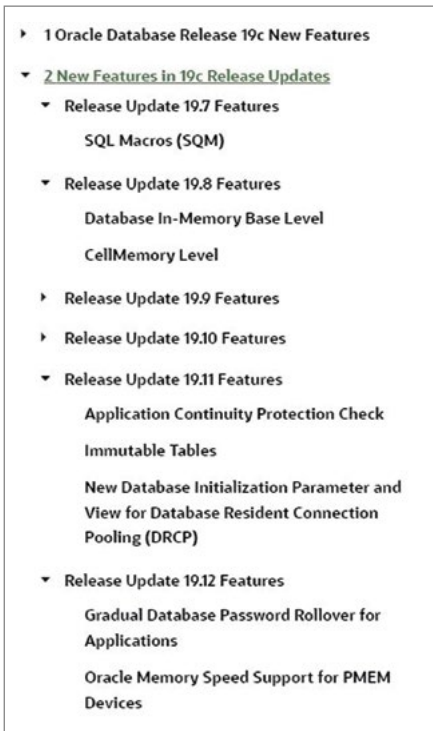 1 Oracle Database Release 19c New Features
2 New Features in 19c Release Updates
Release Update 19.7 Features
SQL Macros (SQM)
Release Update 19.8 Features
Database In-Memory Base Level
CellMemory Level
Release Update 19.9 Features
Release Update 19.10 Features
Release Update 19.11 Features
Application Continuity Protection Check
Immutable Tables
New Database Initialization Parameter and
View for Database Resident Connection
Pooling (DRCP)
Release Update 19.12 Features
Gradual Database Password Rollover for
Applications
Oracle Memory Speed Support for PMEM
Devices